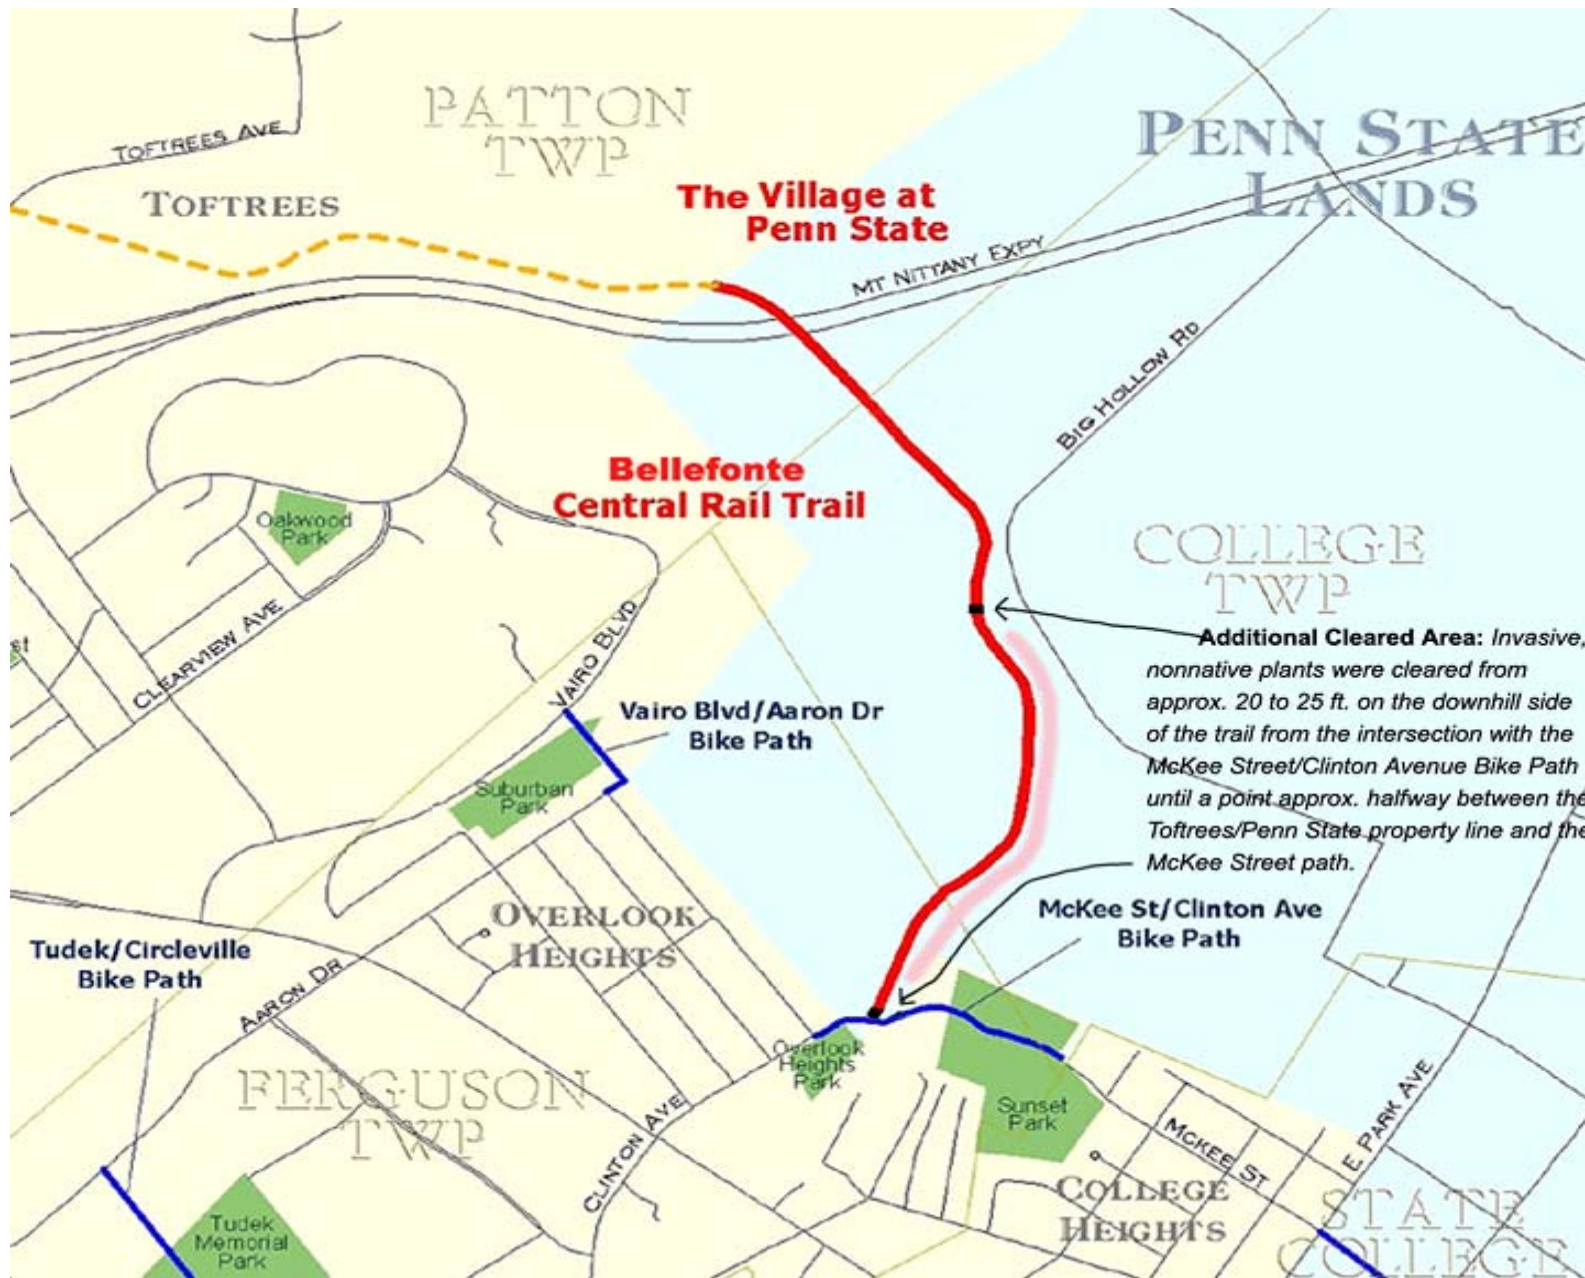 PATTON
TWP
TOFTREES AVE
TOFTREES
PENN STATE
LANDS
The Village at
Penn State
MT NITTANY EXPY
BIG HOLLOW RD
Bellefonte
Central Rail Trail
Oakwood
Park
COLLEGE
TWP
CLEARVIEW AVE
VAIRO BLVD
Additional Cleared Area: Invasive,
nonnative plants were cleared from
approx. 20 to 25 ft. on the downhill side
of the trail from the intersection with the
McKee Street/Clinton Avenue Bike Path
until a point approx. halfway between the
Toftrees/Penn State property line and the
McKee Street path.
Vairo Blvd/Aaron Dr
Bike Path
Suburban
Park
OVERLOOK
HEIGHTS
McKee St/Clinton Ave
Bike Path
Tudek/Circleville
Bike Path
AARON DR
Overlook
Heights
Park
FERGUSON
TWP
CLINTON AVE
Sunset
Park
MCKEE ST
E PARK AVE
COLLEGE
HEIGHTS
STATE
COLLEGE
Tudek
Memorial
Park